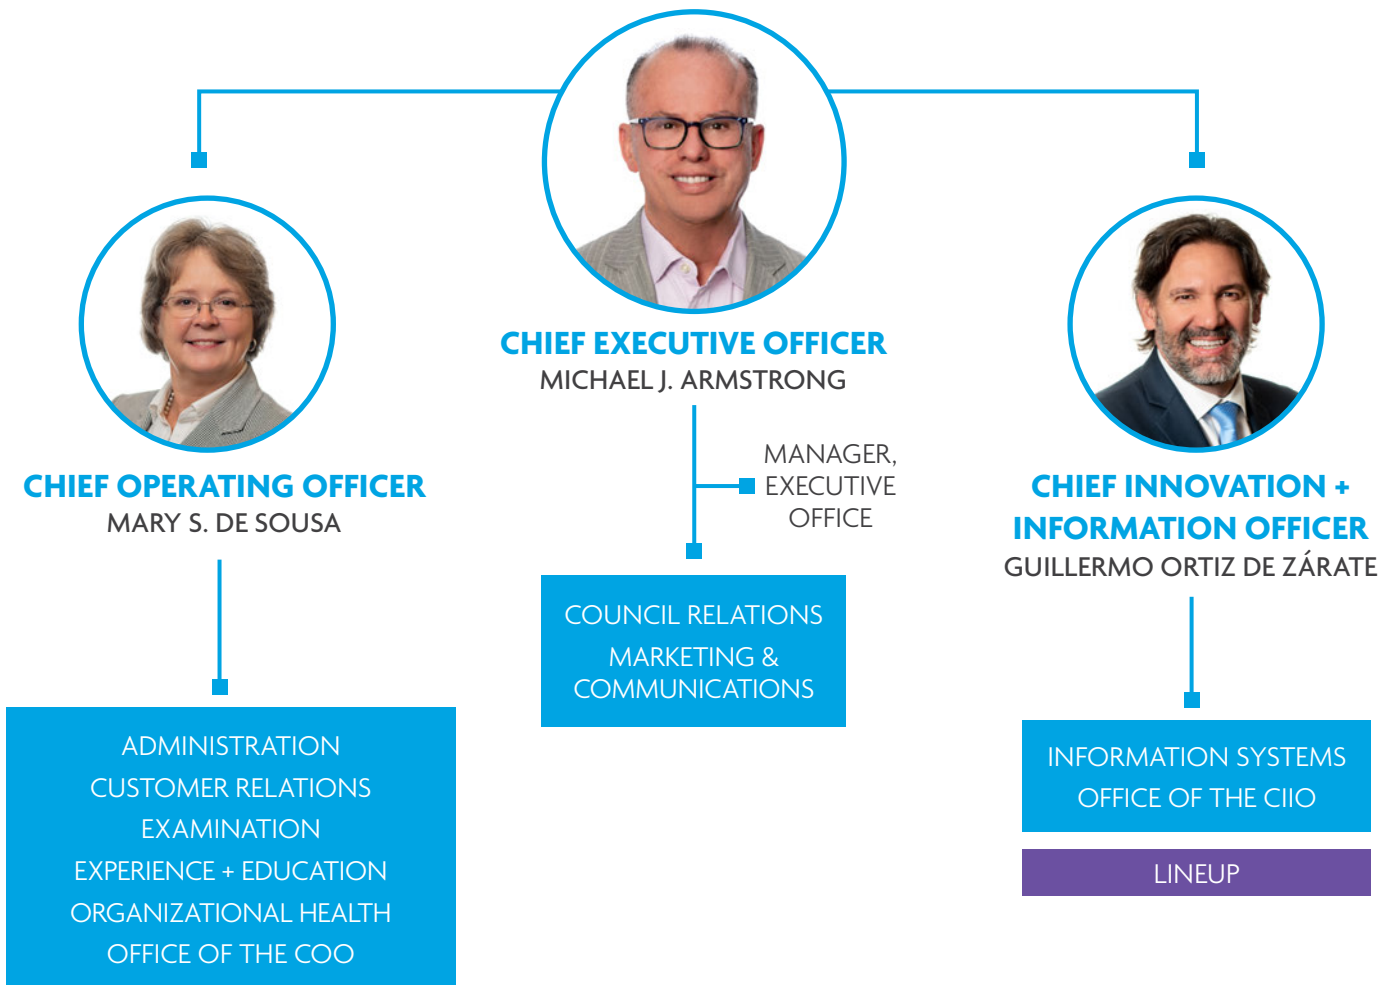 CHIEF EXECUTIVE OFFICER
MICHAEL J. ARMSTRONG
MANAGER,
EXECUTIVE
OFFICE
COUNCIL RELATIONS
MARKETING &
COMMUNICATIONS
CHIEF OPERATING OFFICER
MARY S. DE SOUSA
ADMINISTRATION
CUSTOMER RELATIONS
EXAMINATION
EXPERIENCE + EDUCATION
ORGANIZATIONAL HEALTH
OFFICE OF THE COO
CHIEF INNOVATION +
INFORMATION OFFICER
GUILLERMO ORTIZ DE ZÁRATE
INFORMATION SYSTEMS
OFFICE OF THE CIIO
LINEUP